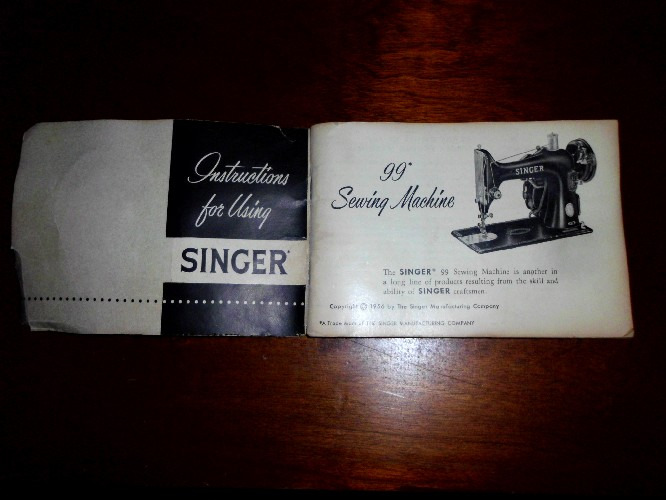 Instructions
for Using
SINGER*
99*
Sewing Machine
SINGER
The SINGER* 99 Sewing Machine is another in
a long line of products resulting from the skill and
ability of SINGER craftsmen.
Copyright © 1956 by The Singer Manufacturing Company
*A Trade mark of THE SINGER MANUFACTURING COMPANY